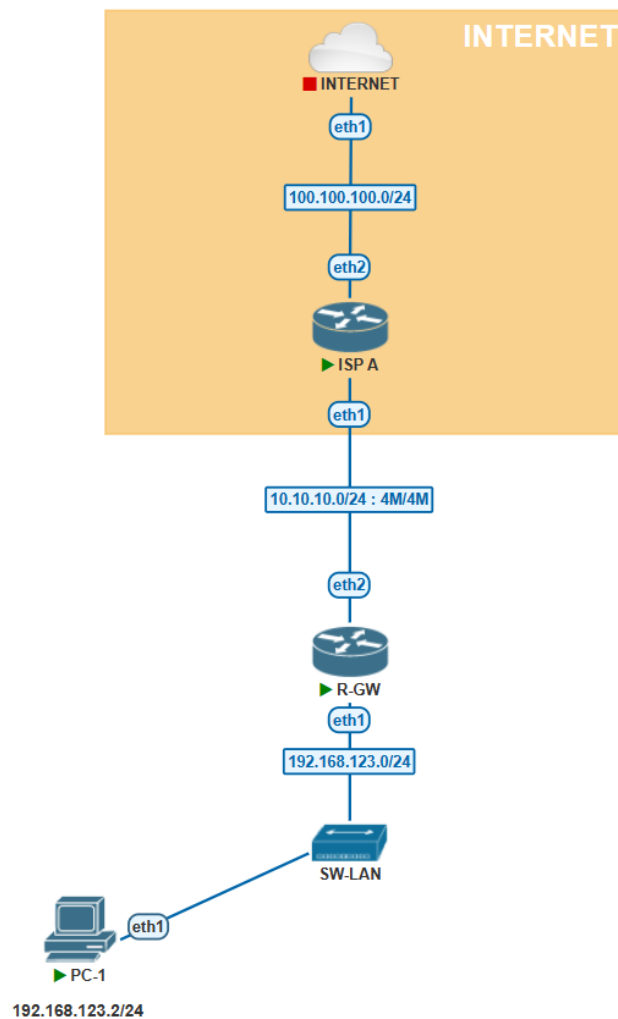 INTERNET
INTERNET
eth1
100.100.100.0/24
eth2
ISP A
eth1
10.10.10.0/24 : 4M/4M
eth2
R-GW
eth1
192.168.123.0/24
SW-LAN
eth1
PC-1
192.168.123.2/24